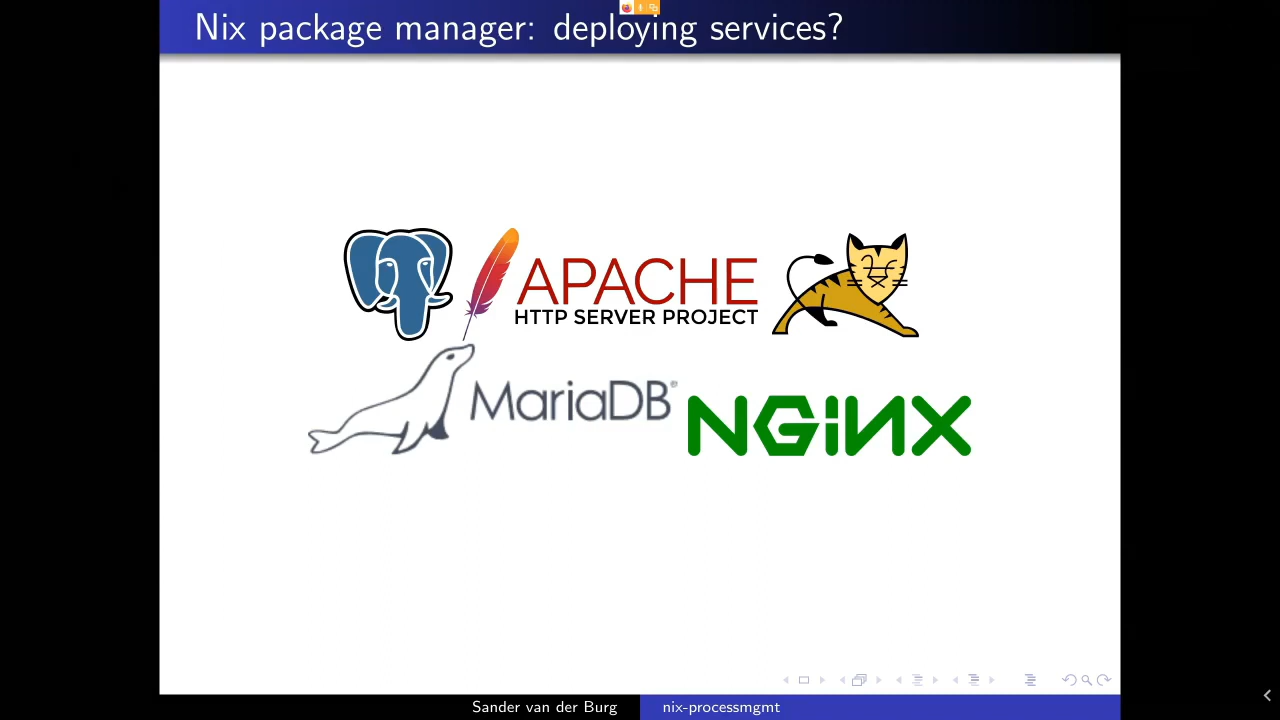 Nix package manager: deploying services?
APACHE
HTTP SERVER PROJECT
MariaDB®
NGiNX
Sander van der Burg
nix-processmgmt